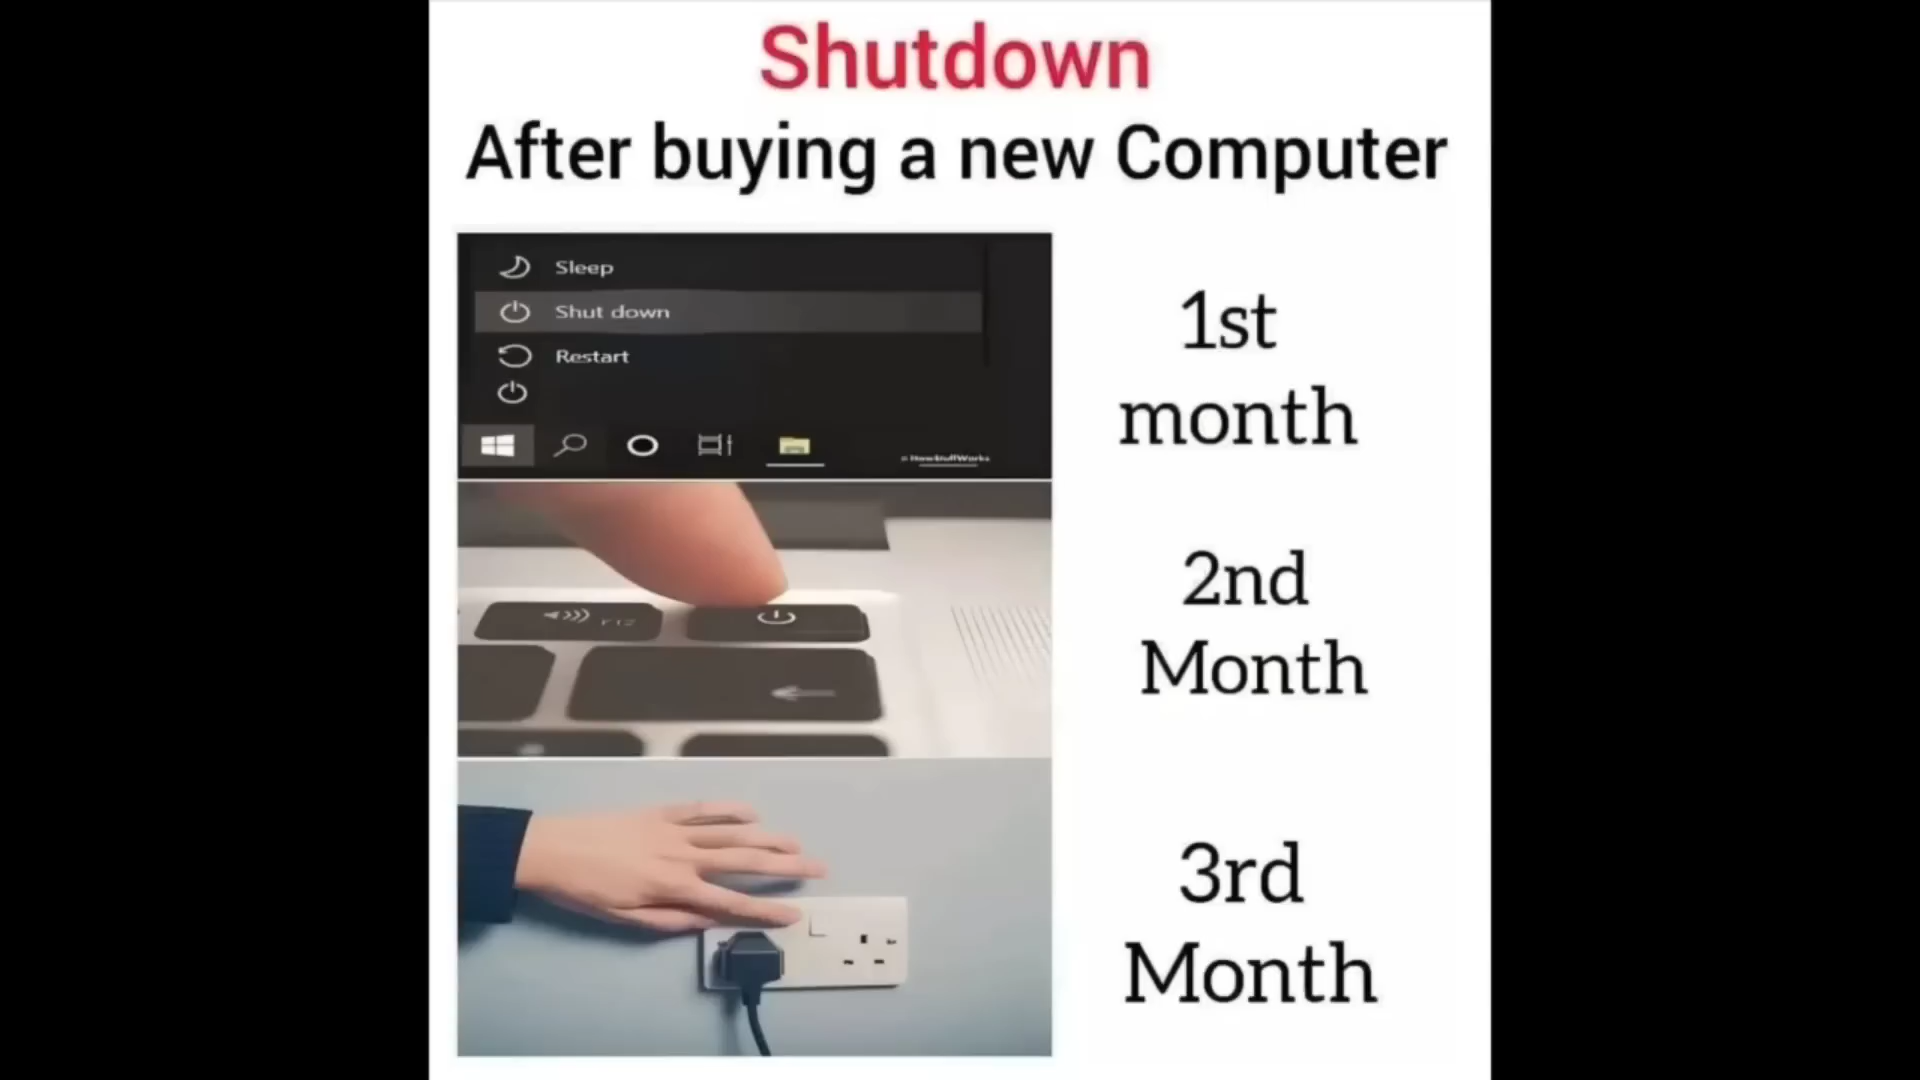 Shutdown
After buying a new Computer
Sleep
Shut down
Restart
1st
month
2nd
Month
3rd
Month